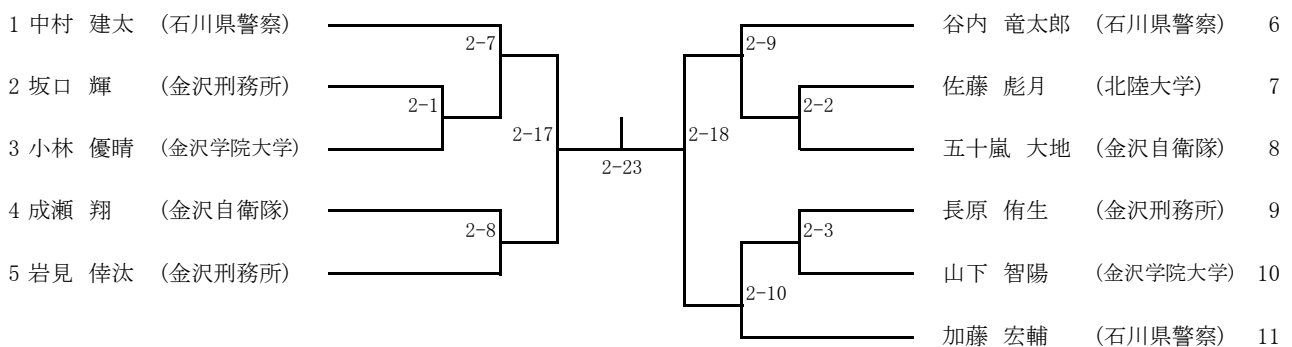 1 中村 建太 (石川県警察)
2 坂口 輝 (金沢刑務所)
3 小林 優晴 (金沢学院大学)
4 成瀬 翔 (金沢自衛隊)
5 岩見 倖汰 (金沢刑務所)
2-7
2-1
2-17
2-8
2-23
2-18
2-9
2-2
2-3
2-10
谷内 竜太郎 (石川県警察) 6
佐藤 彪月 (北陸大学) 7
五十嵐 大地 (金沢自衛隊) 8
長原 侑生 (金沢刑務所) 9
山下 智陽 (金沢学院大学) 10
加藤 宏輔 (石川県警察) 11